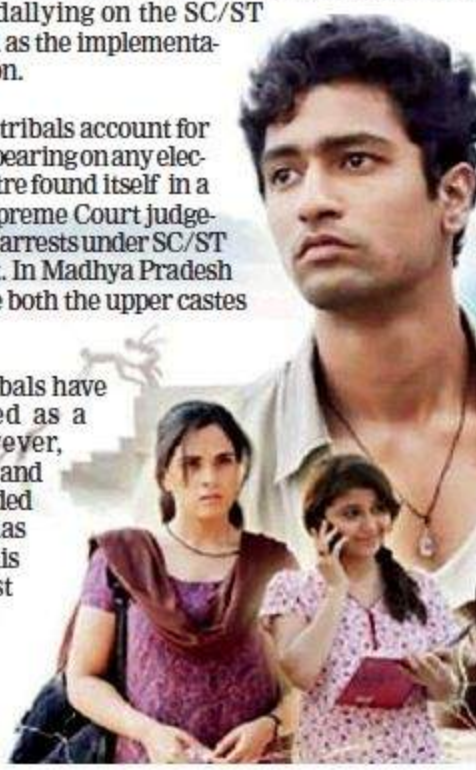 dallying on the SC/ST
as the implementa-
on.
tribals account for
bearing on any elec-
tre found itself in a
preme Court judge-
arrests under SC/ST
. In Madhya Pradesh
e both the upper castes
bals have
ed as a
ever,
and
ded
as
is
st